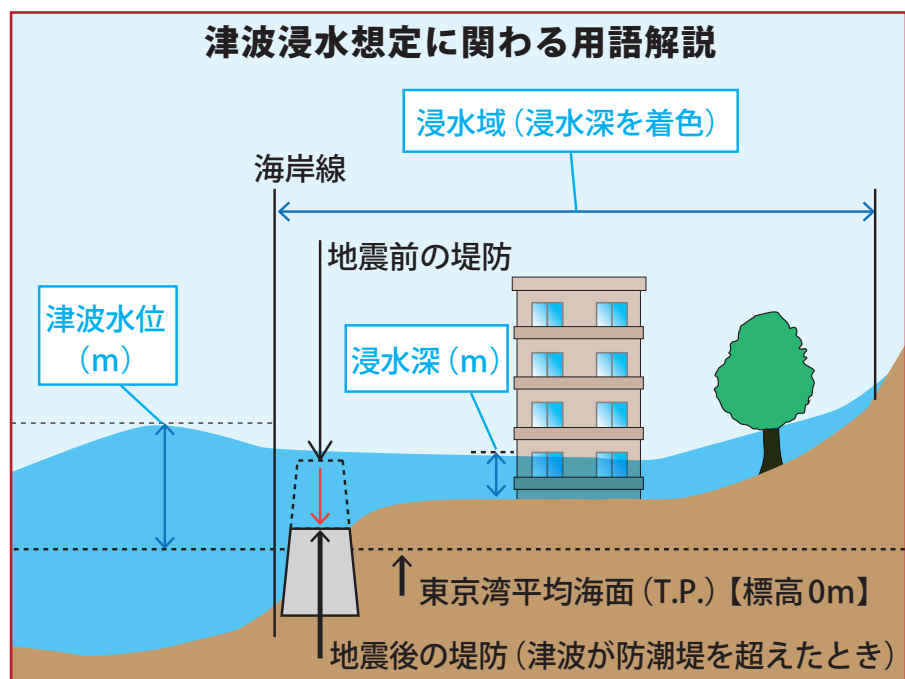 津波浸水想定に関わる用語解説
浸水域（浸水深を着色）
海岸線
地震前の堤防
津波水位
（m）
浸水深（m）
東京湾平均海面（T.P.）【標高0m】
地震後の堤防（津波が防潮堤を超えたとき）